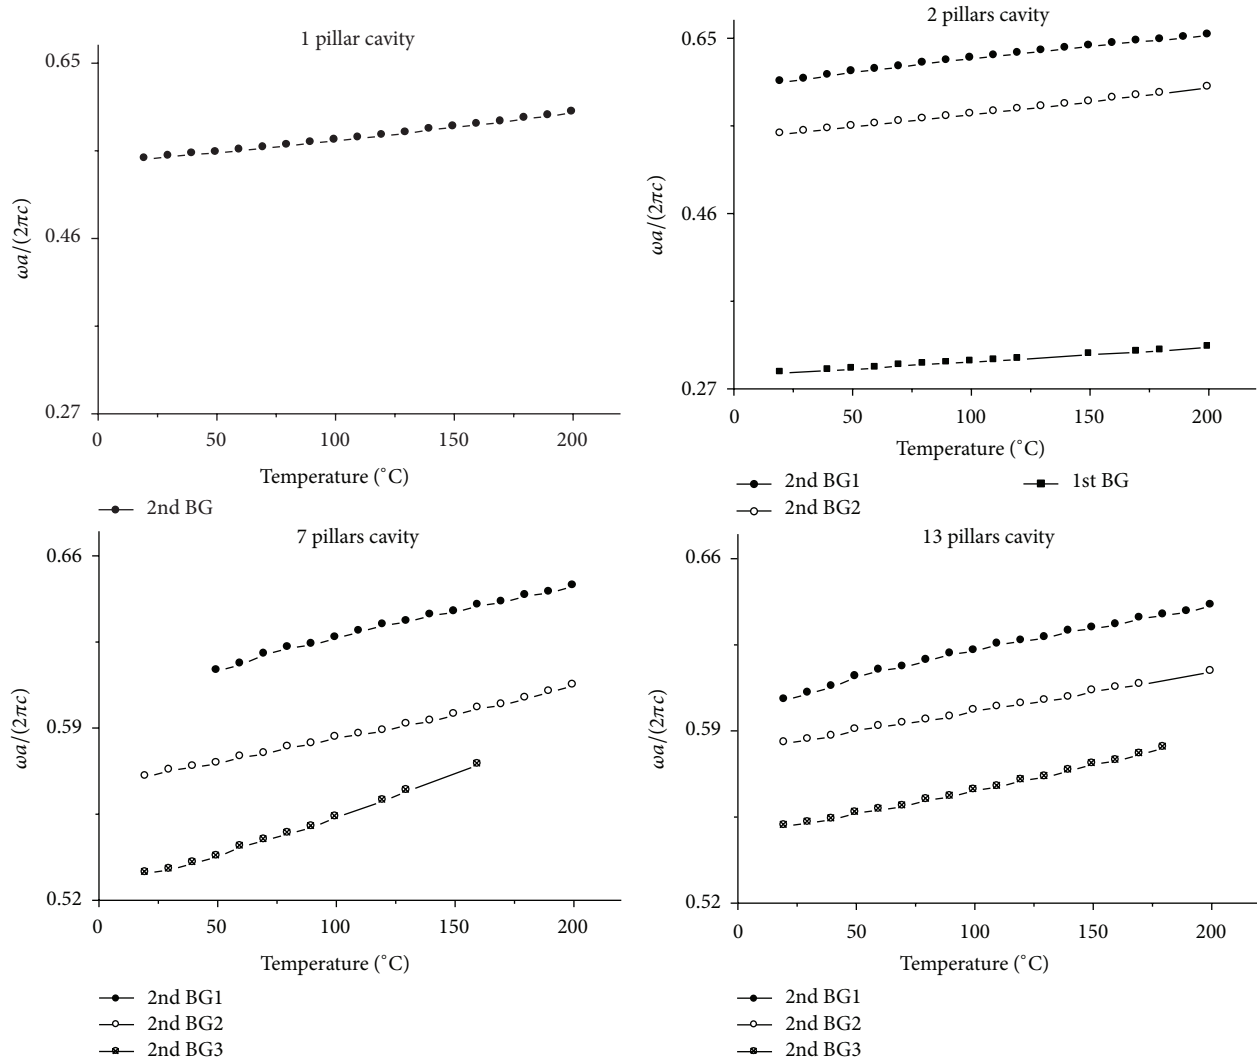 1 pillar cavity
0.65
0.46
0.27
ωa/(2πc)
0 50 100 150 200
Temperature (°C)
2nd BG
2 pillars cavity
0.65
0.46
0.27
ωa/(2πc)
0 50 100 150 200
Temperature (°C)
2nd BG1 1st BG
2nd BG2
7 pillars cavity
0.66
0.59
0.52
ωa/(2πc)
0 50 100 150 200
Temperature (°C)
2nd BG1
2nd BG2
2nd BG3
13 pillars cavity
0.66
0.59
0.52
ωa/(2πc)
0 50 100 150 200
Temperature (°C)
2nd BG1
2nd BG2
2nd BG3